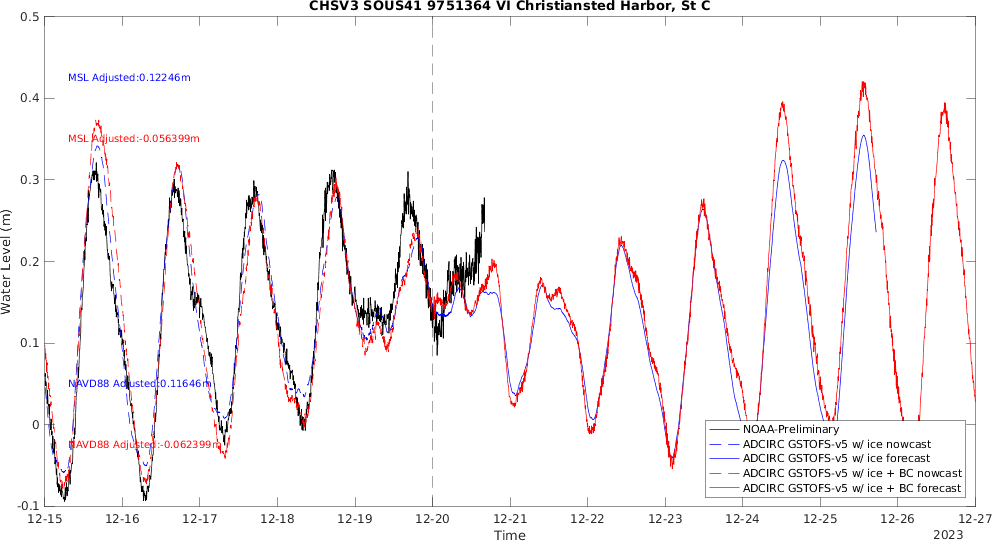 CHSV3 SOUS41 9751364 VI Christiansted Harbor, St C
0.5
0.4
0.3
0.2
0.1
0
-0.1
Water Level (m)
MSL Adjusted:0.12246m
MSL Adjusted:-0.056399m
NAVD88 Adjusted:0.11646m
NAVD88 Adjusted:-0.062399m
NOAA-Preliminary
ADCIRC GSTOFS-v5 w/ ice nowcast
ADCIRC GSTOFS-v5 w/ ice forecast
ADCIRC GSTOFS-v5 w/ ice + BC nowcast
ADCIRC GSTOFS-v5 w/ ice + BC forecast
12-15 12-16 12-17 12-18 12-19 12-20 12-21 12-22 12-23 12-24 12-25 12-26 12-27
Time
2023